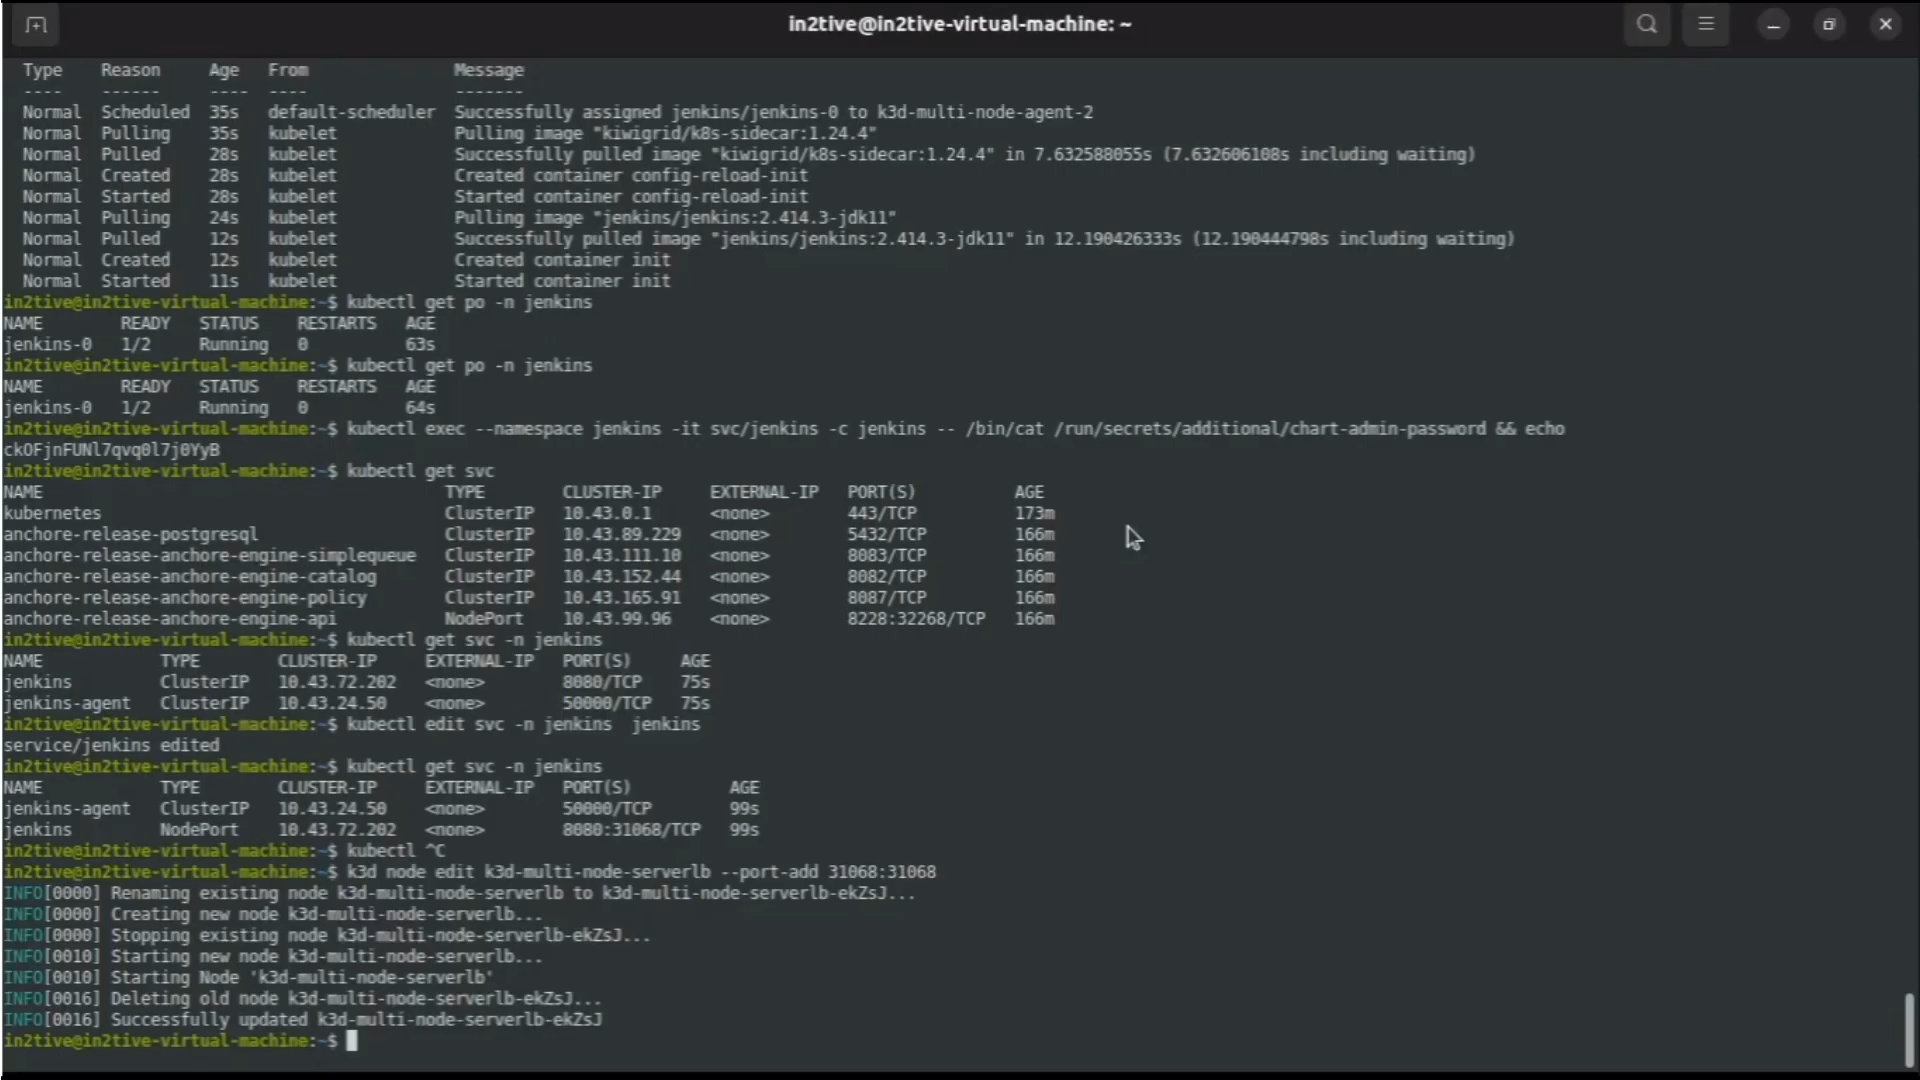 in2tive@in2tive-virtual-machine: ~
Type Reason Age From Message
---- ------ ---- ---- -------
Normal Scheduled 35s default-scheduler Successfully assigned jenkins/jenkins-0 to k3d-multi-node-agent-2
Normal Pulling 35s kubelet Pulling image "kiwigrid/k8s-sidecar:1.24.4"
Normal Pulled 28s kubelet Successfully pulled image "kiwigrid/k8s-sidecar:1.24.4" in 7.632588055s (7.632606108s including waiting)
Normal Created 28s kubelet Created container config-reload-init
Normal Started 28s kubelet Started container config-reload-init
Normal Pulling 24s kubelet Pulling image "jenkins/jenkins:2.414.3-jdk11"
Normal Pulled 12s kubelet Successfully pulled image "jenkins/jenkins:2.414.3-jdk11" in 12.190426333s (12.190444798s including waiting)
Normal Created 12s kubelet Created container init
Normal Started 11s kubelet Started container init
in2tive@in2tive-virtual-machine:~$ kubectl get po -n jenkins
NAME READY STATUS RESTARTS AGE
jenkins-0 1/2 Running 0 63s
in2tive@in2tive-virtual-machine:~$ kubectl get po -n jenkins
NAME READY STATUS RESTARTS AGE
jenkins-0 1/2 Running 0 64s
in2tive@in2tive-virtual-machine:~$ kubectl exec --namespace jenkins -it svc/jenkins -c jenkins -- /bin/cat /run/secrets/additional/chart-admin-password && echo
ckOFjnFUNl7qvq0l7j0YyB
in2tive@in2tive-virtual-machine:~$ kubectl get svc
NAME TYPE CLUSTER-IP EXTERNAL-IP PORT(S) AGE
kubernetes ClusterIP 10.43.0.1 <none> 443/TCP 173m
anchore-release-postgresql ClusterIP 10.43.89.229 <none> 5432/TCP 166m
anchore-release-anchore-engine-simplequeue ClusterIP 10.43.111.10 <none> 8083/TCP 166m
anchore-release-anchore-engine-catalog ClusterIP 10.43.152.44 <none> 8082/TCP 166m
anchore-release-anchore-engine-policy ClusterIP 10.43.165.91 <none> 8087/TCP 166m
anchore-release-anchore-engine-api NodePort 10.43.99.96 <none> 8228:32268/TCP 166m
in2tive@in2tive-virtual-machine:~$ kubectl get svc -n jenkins
NAME TYPE CLUSTER-IP EXTERNAL-IP PORT(S) AGE
jenkins ClusterIP 10.43.72.202 <none> 8080/TCP 75s
jenkins-agent ClusterIP 10.43.24.50 <none> 50000/TCP 75s
in2tive@in2tive-virtual-machine:~$ kubectl edit svc -n jenkins  jenkins
service/jenkins edited
in2tive@in2tive-virtual-machine:~$ kubectl get svc -n jenkins
NAME TYPE CLUSTER-IP EXTERNAL-IP PORT(S) AGE
jenkins-agent ClusterIP 10.43.24.50 <none> 50000/TCP 99s
jenkins NodePort 10.43.72.202 <none> 8080:31068/TCP 99s
in2tive@in2tive-virtual-machine:~$ kubectl ^C
in2tive@in2tive-virtual-machine:~$ k3d node edit k3d-multi-node-serverlb --port-add 31068:31068
INFO[0000] Renaming existing node k3d-multi-node-serverlb to k3d-multi-node-serverlb-ekZsJ...
INFO[0000] Creating new node k3d-multi-node-serverlb...
INFO[0000] Stopping existing node k3d-multi-node-serverlb-ekZsJ...
INFO[0010] Starting new node k3d-multi-node-serverlb...
INFO[0010] Starting Node 'k3d-multi-node-serverlb'
INFO[0016] Deleting old node k3d-multi-node-serverlb-ekZsJ...
INFO[0016] Successfully updated k3d-multi-node-serverlb-ekZsJ
in2tive@in2tive-virtual-machine:~$